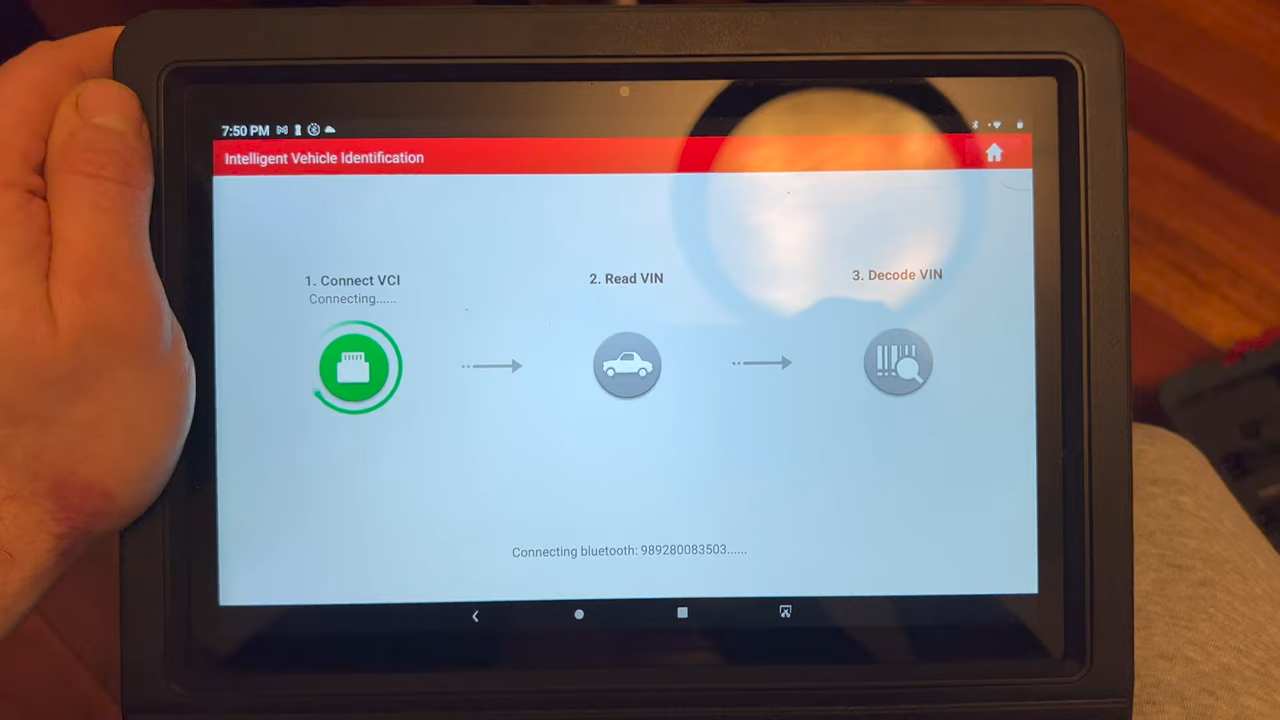 7:50 PM
Intelligent Vehicle Identification
1. Connect VCI
Connecting......
2. Read VIN
3. Decode VIN
Connecting bluetooth: 989280083503......